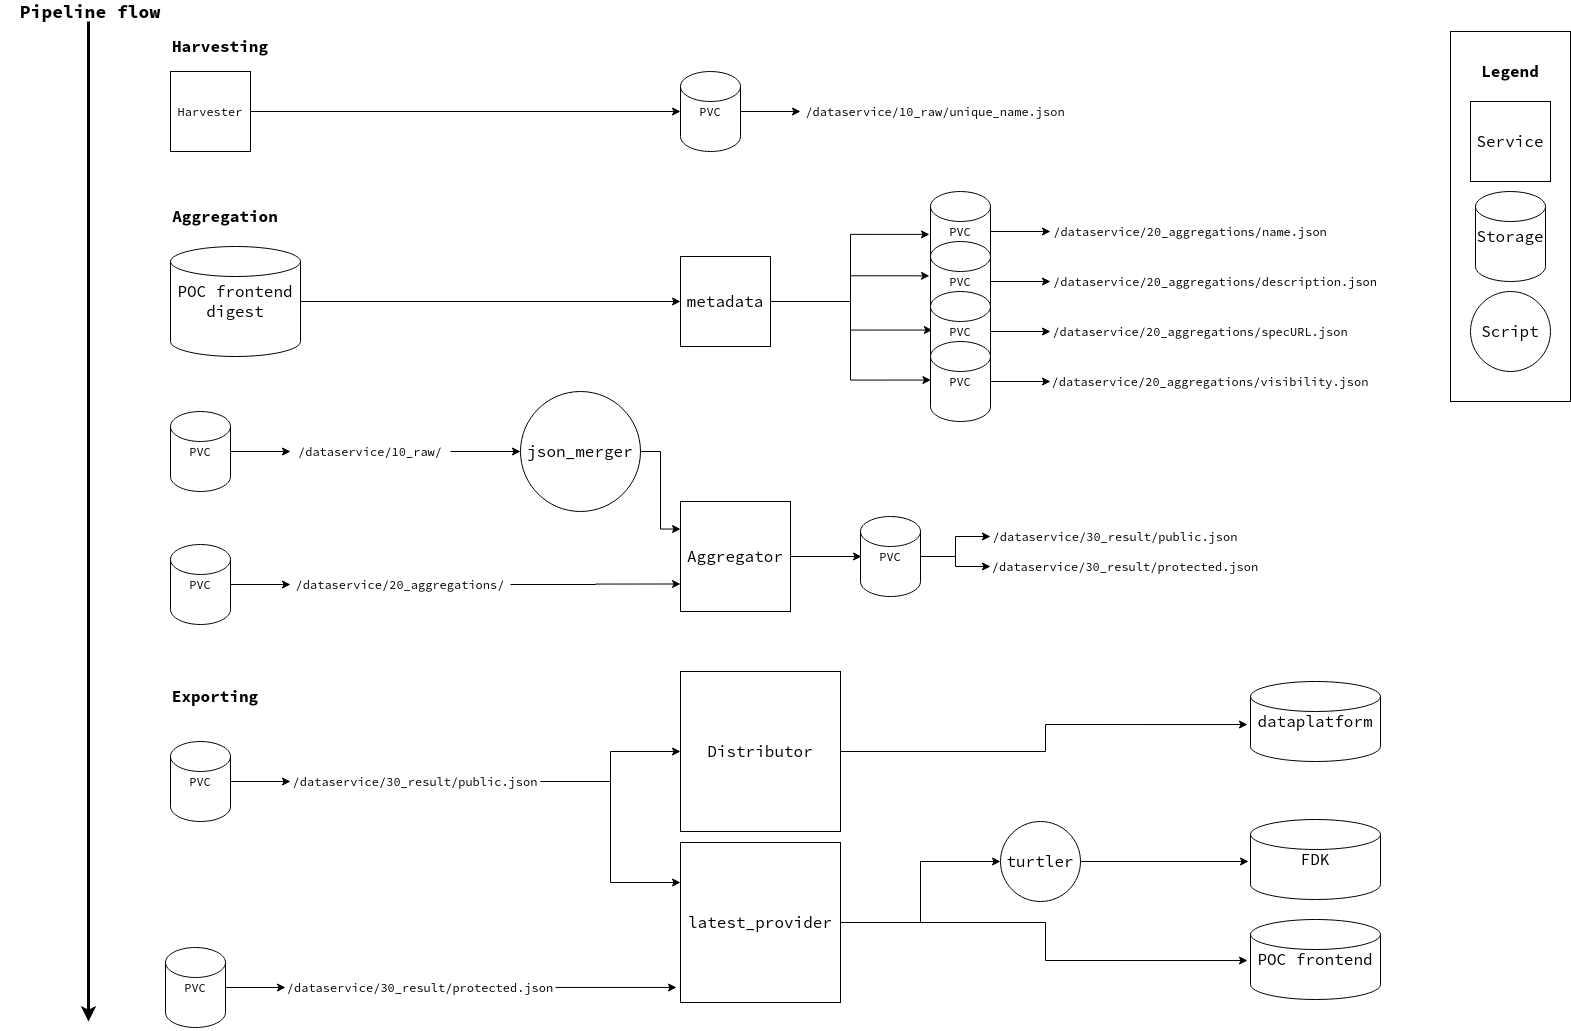 Pipeline flow
Harvesting
Harvester
PVC
/dataservice/10_raw/unique_name.json
Legend
Service
Storage
Script
Aggregation
POC frontend
digest
metadata
PVC
/dataservice/20_aggregations/name.json
PVC
/dataservice/20_aggregations/description.json
PVC
/dataservice/20_aggregations/specURL.json
PVC
/dataservice/20_aggregations/visibility.json
PVC
/dataservice/10_raw/
json_merger
PVC
/dataservice/20_aggregations/
Aggregator
PVC
/dataservice/30_result/public.json
/dataservice/30_result/protected.json
Exporting
PVC
/dataservice/30_result/public.json
Distributor
dataplatform
turtler
FDK
latest_provider
POC frontend
PVC
/dataservice/30_result/protected.json